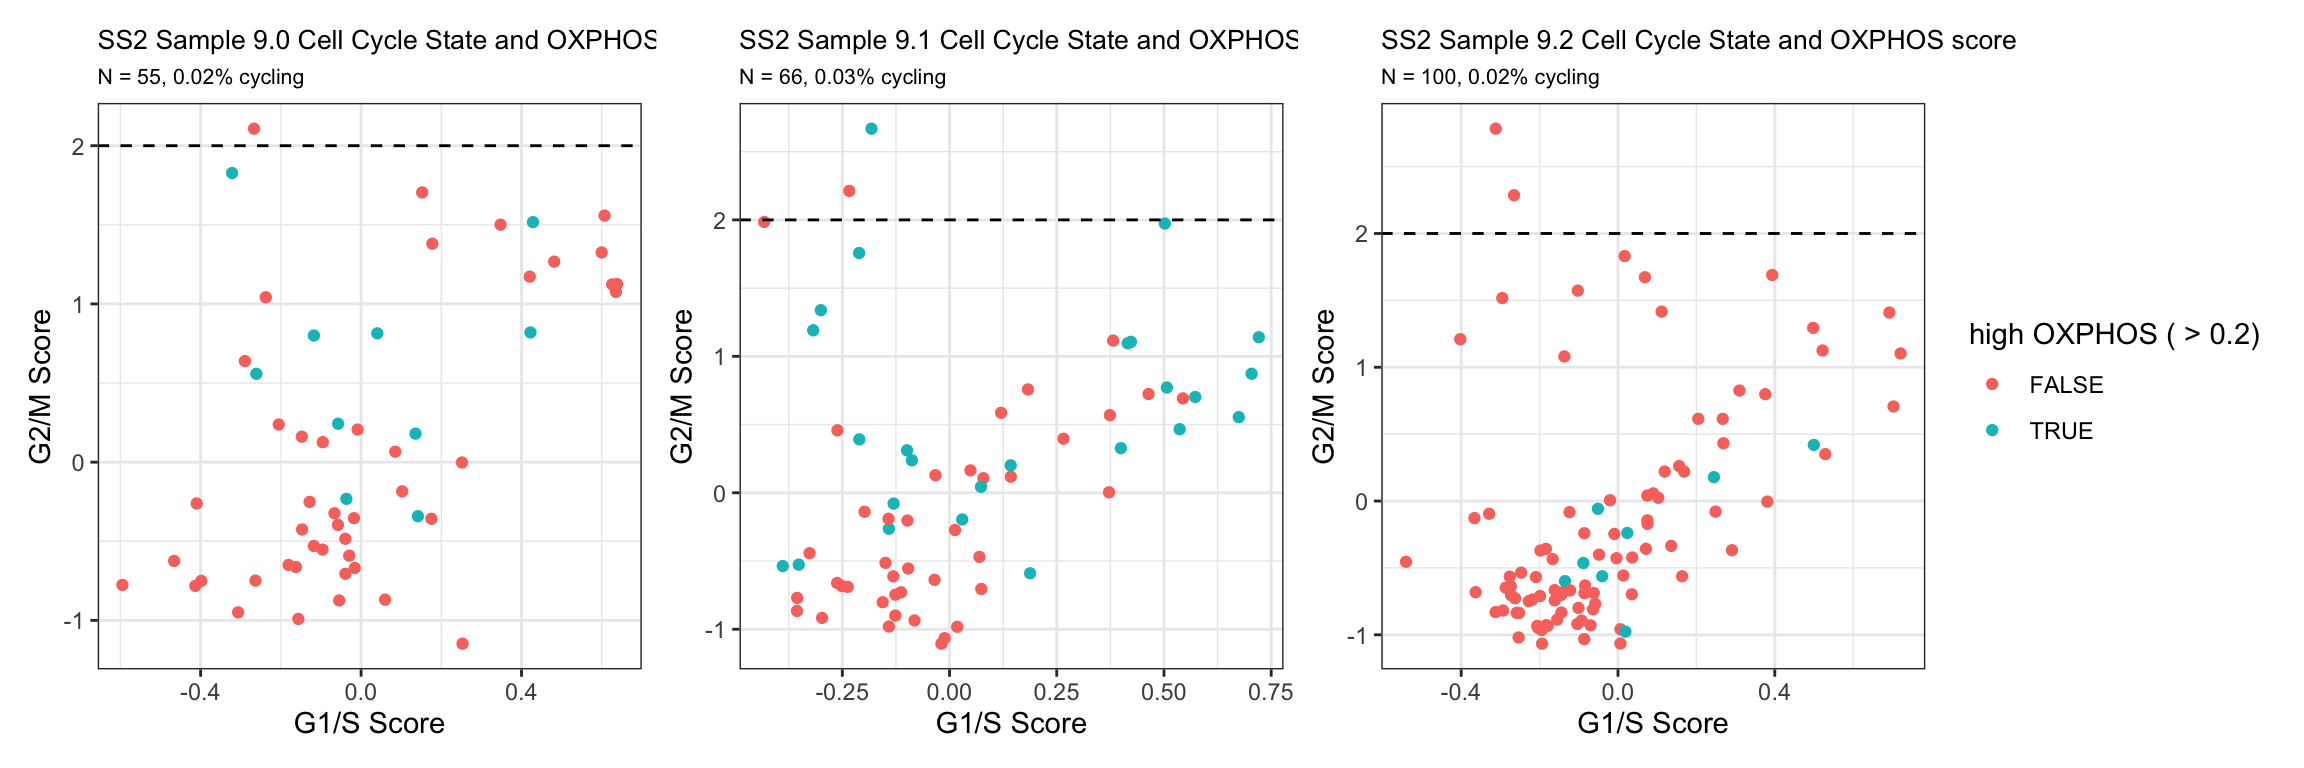 SS2 Sample 9.0 Cell Cycle State and OXPHOS
N = 55, 0.02% cycling
2
1
0
-1
G2/M Score
-0.4
0.0
0.4
G1/S Score
SS2 Sample 9.1 Cell Cycle State and OXPHOS
N = 66, 0.03% cycling
2
1
0
-1
G2/M Score
-0.25
0.00
0.25
0.50
0.75
G1/S Score
SS2 Sample 9.2 Cell Cycle State and OXPHOS score
N = 100, 0.02% cycling
2
1
0
-1
G2/M Score
-0.4
0.0
0.4
G1/S Score
high OXPHOS ( > 0.2)
FALSE
TRUE